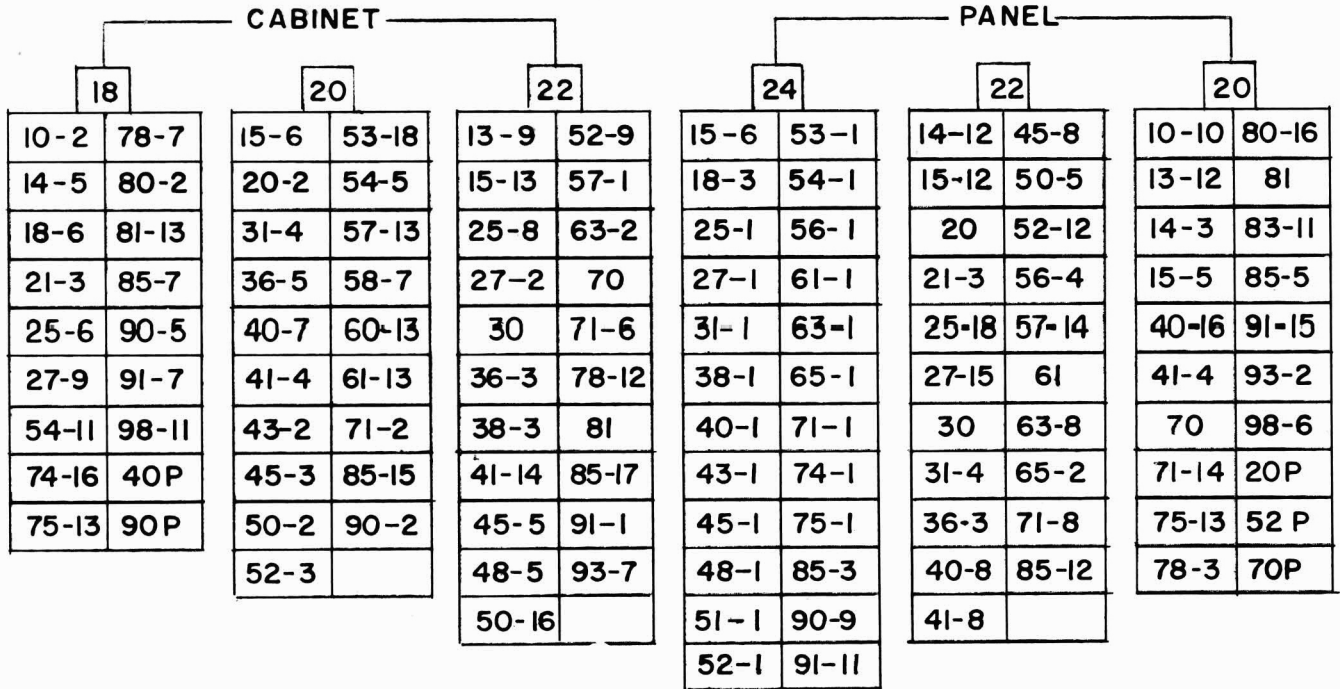 CABINET PANEL
18 20 22 24 22 20
10-2 78-7 15-6 53-18 13-9 52-9 15-6 53-1 14-12 45-8 10-10 80-16
14-5 80-2 20-2 54-5 15-13 57-1 18-3 54-1 15-12 50-5 13-12 81
18-6 81-13 31-4 57-13 25-8 63-2 25-1 56-1 20 52-12 14-3 83-11
21-3 85-7 36-5 58-7 27-2 70 27-1 61-1 21-3 56-4 15-5 85-5
25-6 90-5 40-7 60-13 30 71-6 31-1 63-1 25-18 57-14 40-16 91-15
27-9 91-7 41-4 61-13 36-3 78-12 38-1 65-1 27-15 61 41-4 93-2
54-11 98-11 43-2 71-2 38-3 81 40-1 71-1 30 63-8 70 98-6
74-16 40P 45-3 85-15 41-14 85-17 43-1 74-1 31-4 65-2 71-14 20P
75-13 90P 50-2 90-2 45-5 91-1 45-1 75-1 36-3 71-8 75-13 52P
52-3 48-5 93-7 48-1 85-3 40-8 85-12 78-3 70P
50-16 51-1 90-9 41-8
52-1 91-11